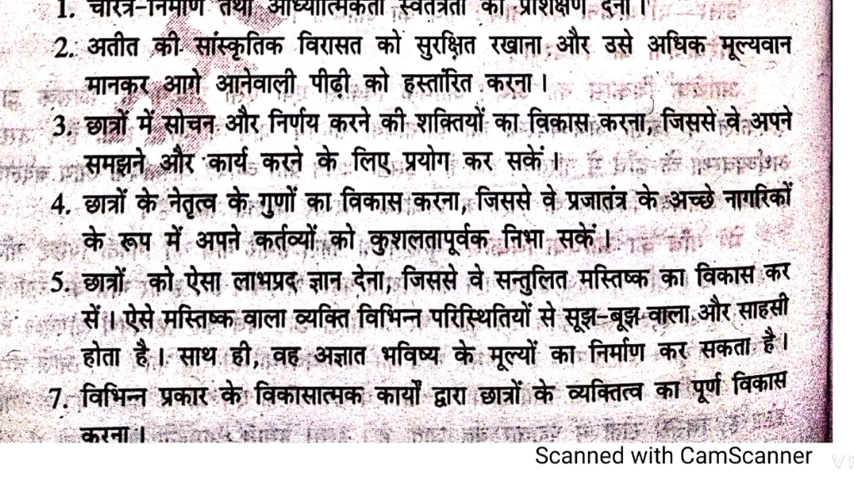 1. चरित्र-निर्माण तथा आध्यात्मिकता स्वतंत्रता का प्रशिक्षण देना।
2. अतीत की सांस्कृतिक विरासत को सुरक्षित रखाना और उसे अधिक मूल्यवान
मानकर आगे आनेवाली पीढ़ी को हस्तांरित करना।
3. छात्रों में सोचन और निर्णय करने की शक्तियों का विकास करना, जिससे वे अपने
समझने और कार्य करने के लिए प्रयोग कर सकें।
4. छात्रों के नेतृत्व के गुणों का विकास करना, जिससे वे प्रजातंत्र के अच्छे नागरिकों
के रूप में अपने कर्तव्यों को कुशलतापूर्वक निभा सकें।
5. छात्रों को ऐसा लाभप्रद ज्ञान देना, जिससे वे सन्तुलित मस्तिष्क का विकास कर
सें। ऐसे मस्तिष्क वाला व्यक्ति विभिन्न परिस्थितियों से सूझ-बूझ वाला और साहसी
होता है। साथ ही, वह अज्ञात भविष्य के मूल्यों का निर्माण कर सकता है।
7. विभिन्न प्रकार के विकासात्मक कार्यों द्वारा छात्रों के व्यक्तित्व का पूर्ण विकास
करना।
Scanned with CamScanner